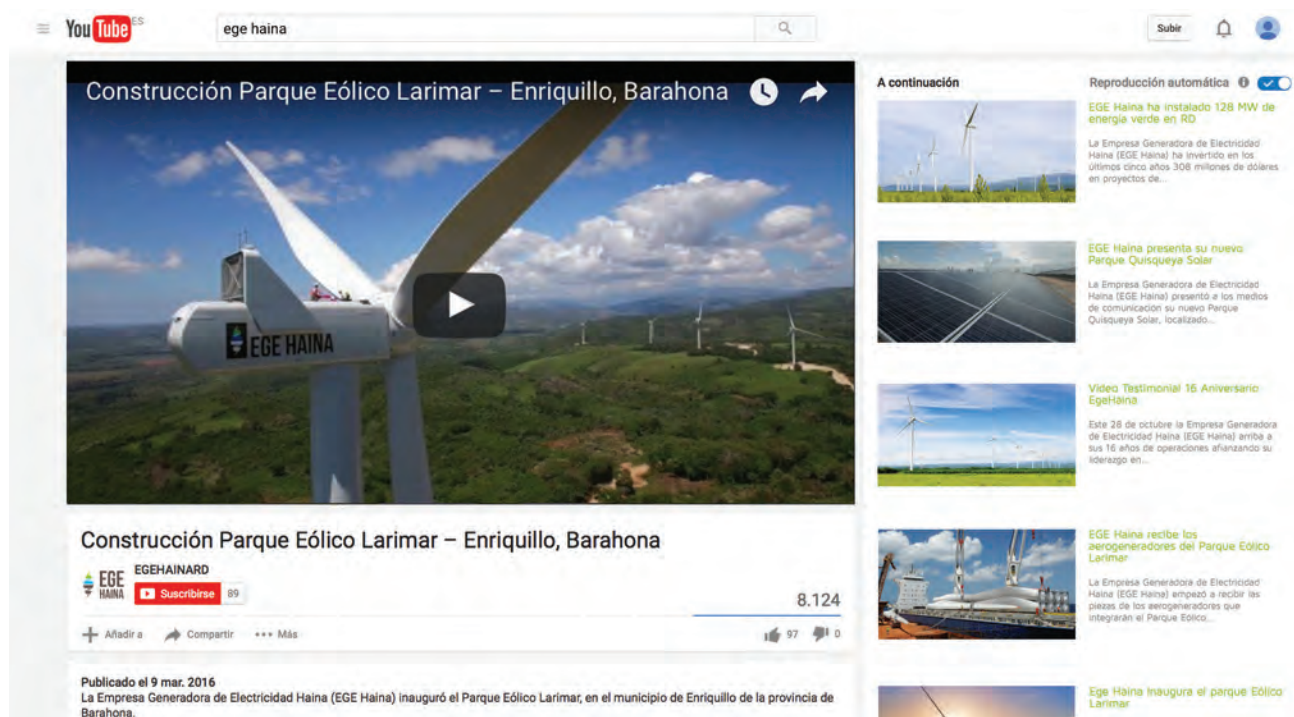 You Tube ES
ege haina
Subir
Construcción Parque Eólico Larimar – Enriquillo, Barahona
EGE HAINA
Construcción Parque Eólico Larimar – Enriquillo, Barahona
EGE
HAINA
EGEHAINARD
Suscribirse 89
8.124
Añadir a Compartir ••• Más
97 0
Publicado el 9 mar. 2016
La Empresa Generadora de Electricidad Haina (EGE Haina) inauguró el Parque Eólico Larimar, en el municipio de Enriquillo de la provincia de
Barahona.
A continuación
Reproducción automática
EGE Haina ha instalado 128 MW de
energía verde en RD
La Empresa Generadora de Electricidad
Haina (EGE Haina) ha invertido en los
últimos cinco años 308 millones de dólares
en proyectos de...
EGE Haina presenta su nuevo
Parque Quisqueya Solar
La Empresa Generadora de Electricidad
Haina (EGE Haina) presentó a los medios
de comunicación su nuevo Parque
Quisqueya Solar, localizado...
Video Testimonial 16 Aniversario
EgeHaina
Este 28 de octubre la Empresa Generadora
de Electricidad Haina (EGE Haina) arriba a
sus 16 años de operaciones afianzando su
liderazgo en...
EGE Haina recibe los
aerogeneradores del Parque Eólico
Larimar
La Empresa Generadora de Electricidad
Haina (EGE Haina) empezó a recibir las
piezas de los aerogeneradores que
integrarán el Parque Eólico...
Ege Haina inaugura el parque Eólico
Larimar